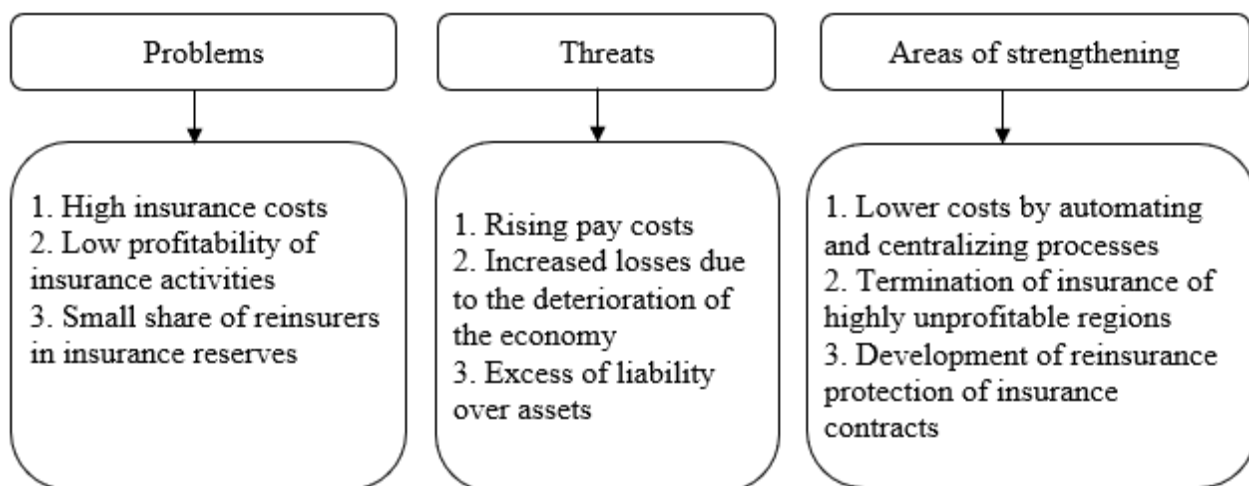 Problems
1. High insurance costs
2. Low profitability of
insurance activities
3. Small share of reinsurers
in insurance reserves
Threats
1. Rising pay costs
2. Increased losses due
to the deterioration of
the economy
3. Excess of liability
over assets
Areas of strengthening
1. Lower costs by automating
and centralizing processes
2. Termination of insurance of
highly unprofitable regions
3. Development of reinsurance
protection of insurance
contracts